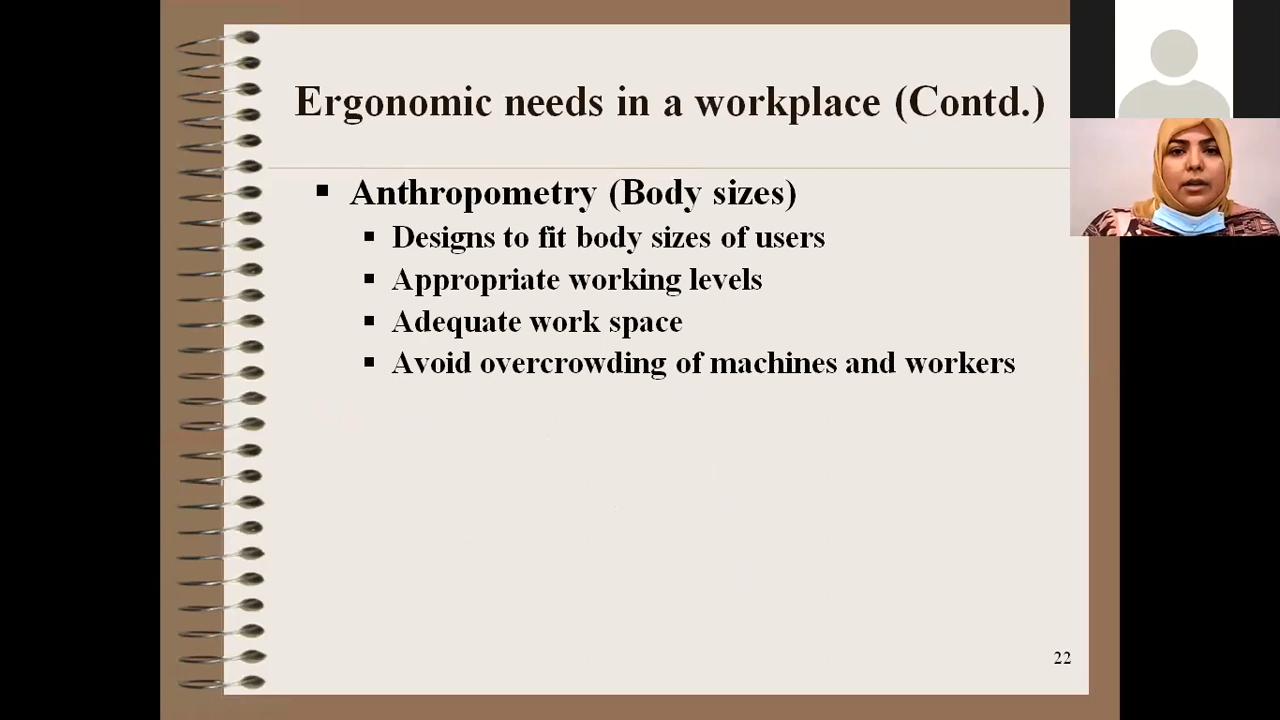 Ergonomic needs in a workplace (Contd.)
▪ Anthropometry (Body sizes)
▪ Designs to fit body sizes of users
▪ Appropriate working levels
▪ Adequate work space
▪ Avoid overcrowding of machines and workers
22